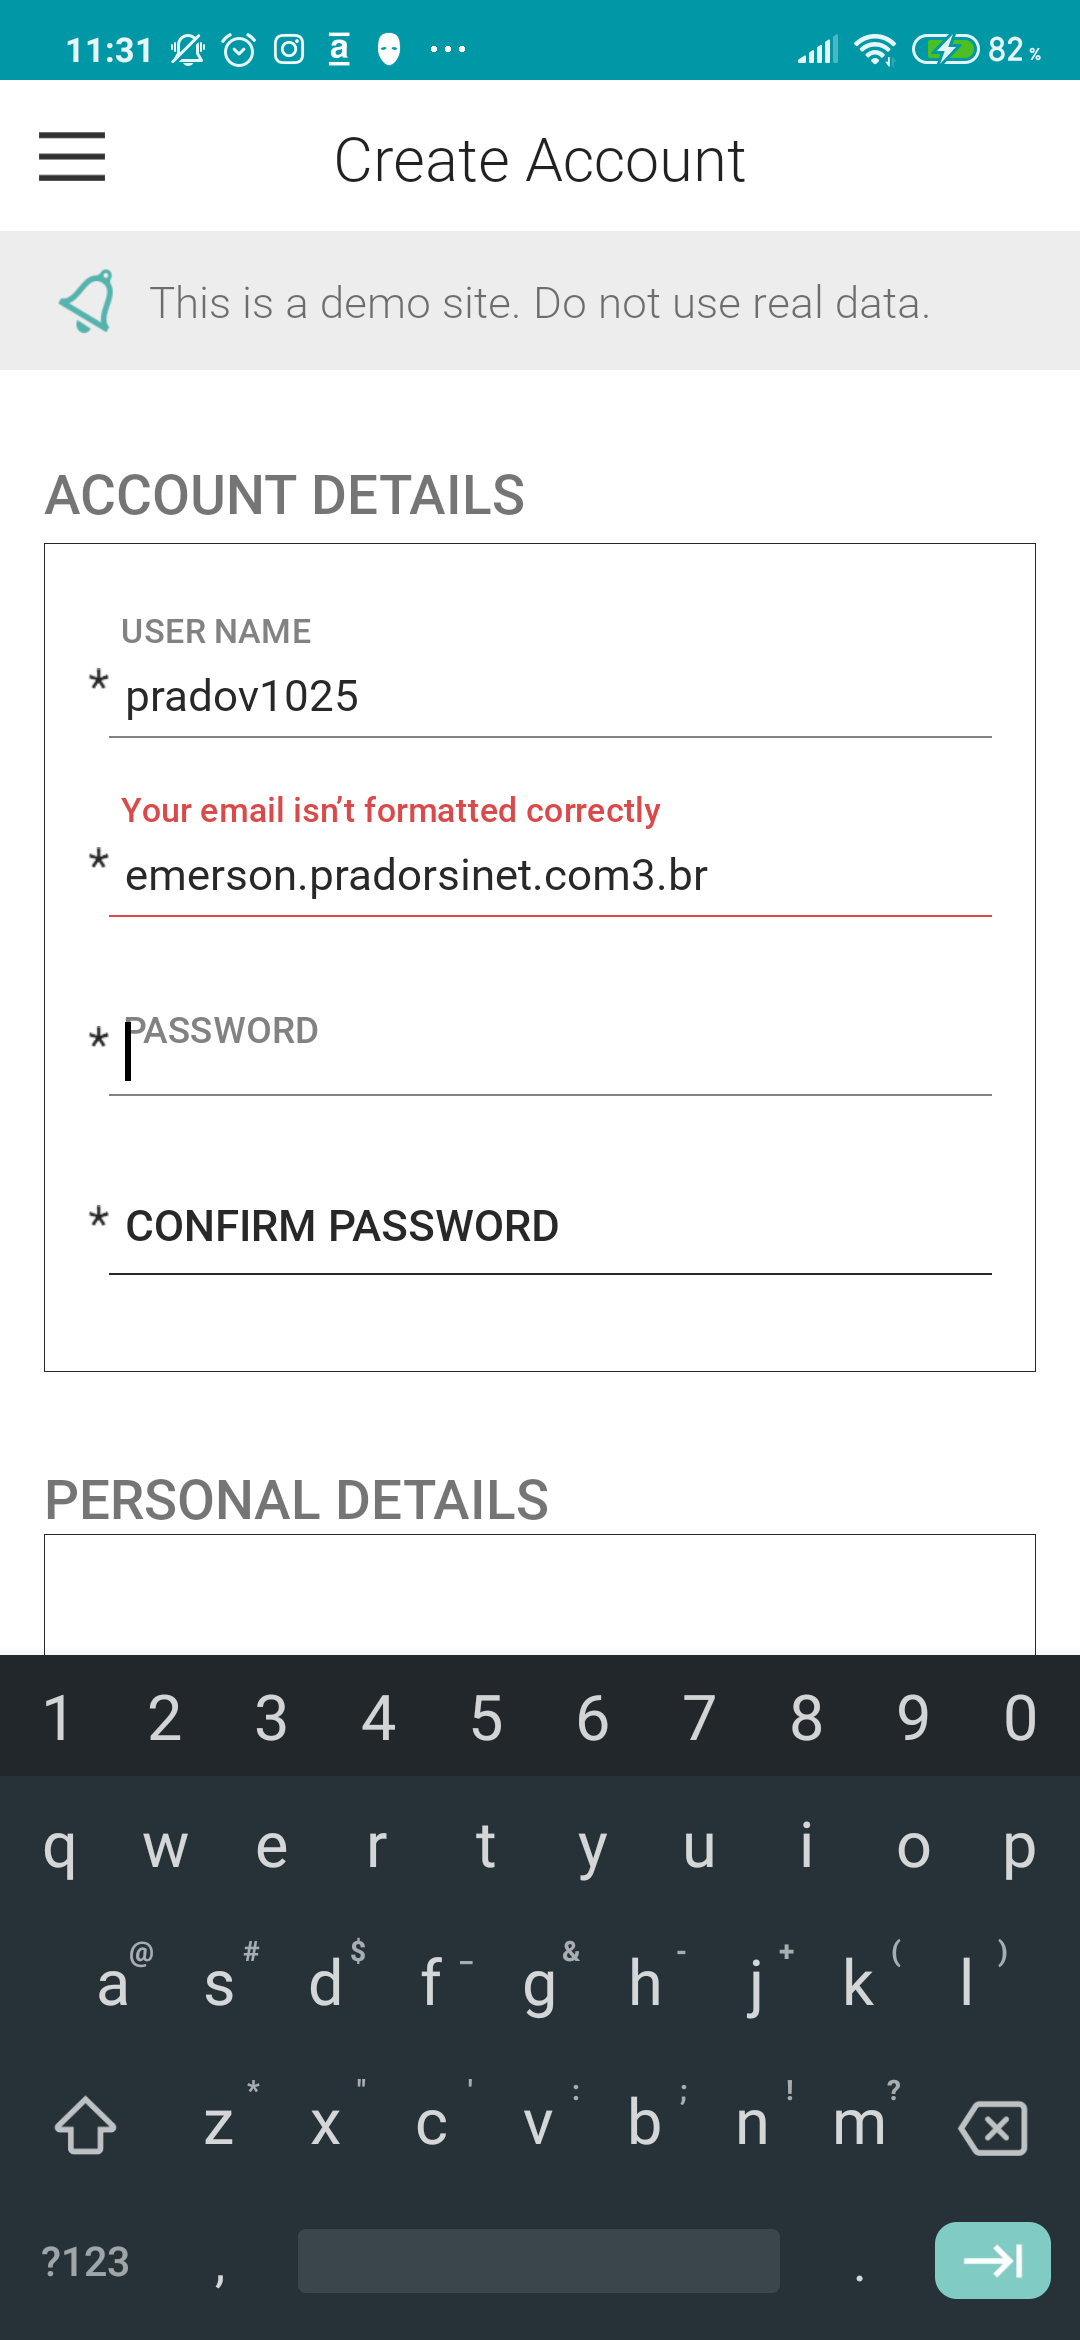 11:31 a ... 82 %
Create Account
This is a demo site. Do not use real data.
ACCOUNT DETAILS
USER NAME
* pradov1025
Your email isn't formatted correctly
* emerson.pradorsinet.com3.br
* PASSWORD
* CONFIRM PASSWORD
PERSONAL DETAILS
1 2 3 4 5 6 7 8 9 0
q w e r t y u i o p
@ # $ _ & - + ( )
a s d f g h j k l
* " ' : ; ! ?
z x c v b n m
?123 , .